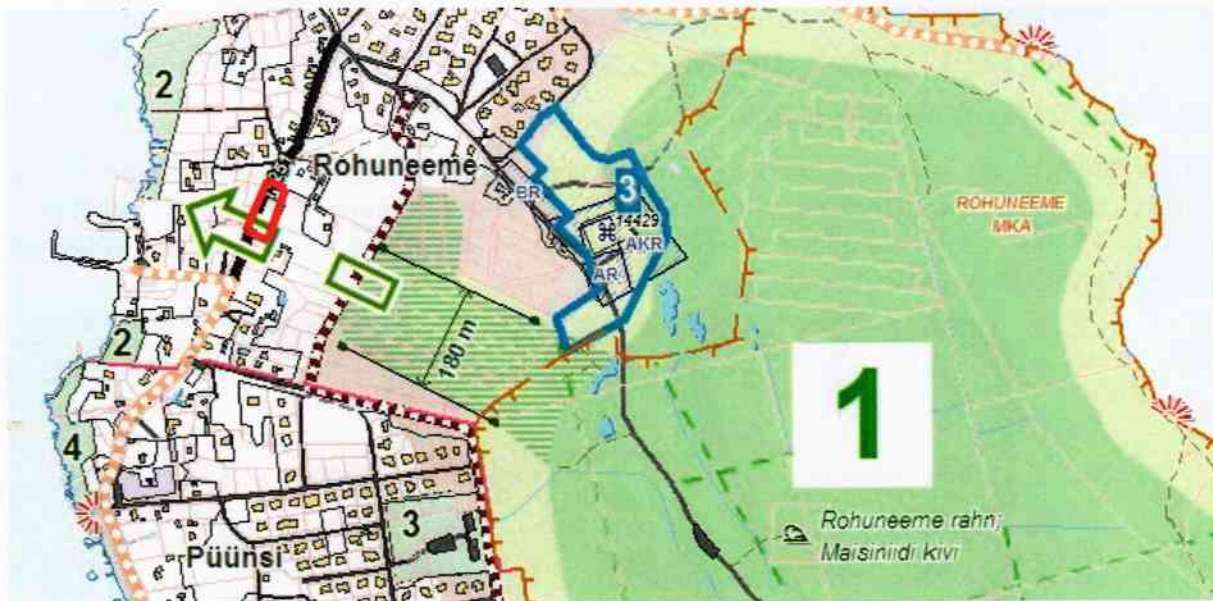 2
Rohuneeme
BR
3
14429
AKR
AR
ROHUNEEME
MKA
180 m
2
1
4
3
Püünsi
Rohuneeme rahn;
Maisiniidi kivi